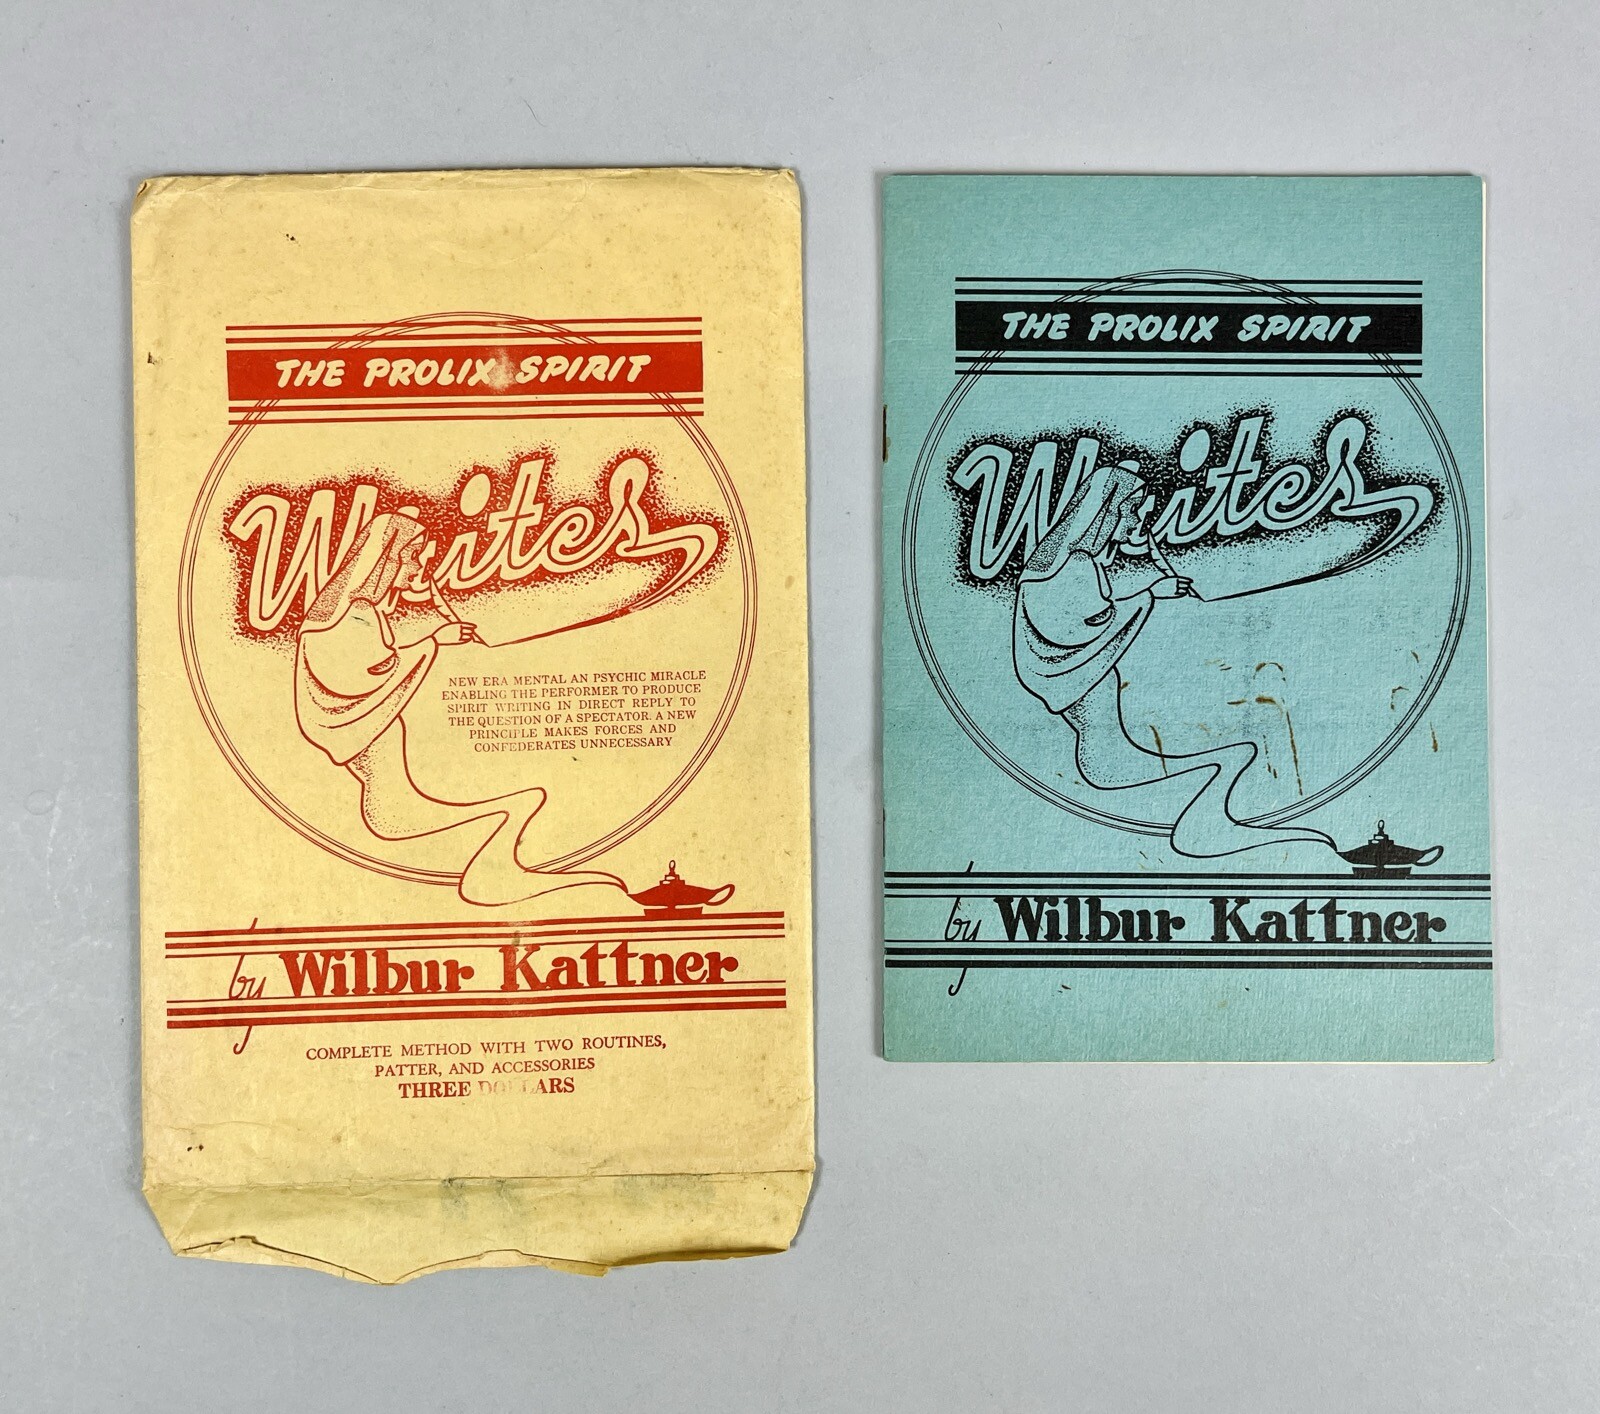 THE PROLIX SPIRIT
Writes
NEW ERA MENTAL AN PSYCHIC MIRACLE
ENABLING THE PERFORMER TO PRODUCE
SPIRIT WRITING IN DIRECT REPLY TO
THE QUESTION OF A SPECTATOR. A NEW
PRINCIPLE MAKES FORCES AND
CONFEDERATES UNNECESSARY
by Wilbur Kattner
COMPLETE METHOD WITH TWO ROUTINES,
PATTER, AND ACCESSORIES
THREE DOLLARS
THE PROLIX SPIRIT
Writes
by Wilbur Kattner